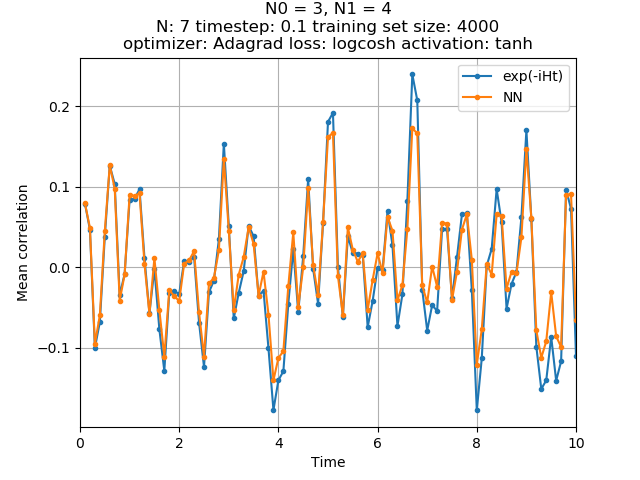 N0 = 3, N1 = 4
N: 7 timestep: 0.1 training set size: 4000
optimizer: Adagrad loss: logcosh activation: tanh
exp(-iHt)
NN
0.2
0.1
0.0
−0.1
Mean correlation
0 2 4 6 8 10
Time